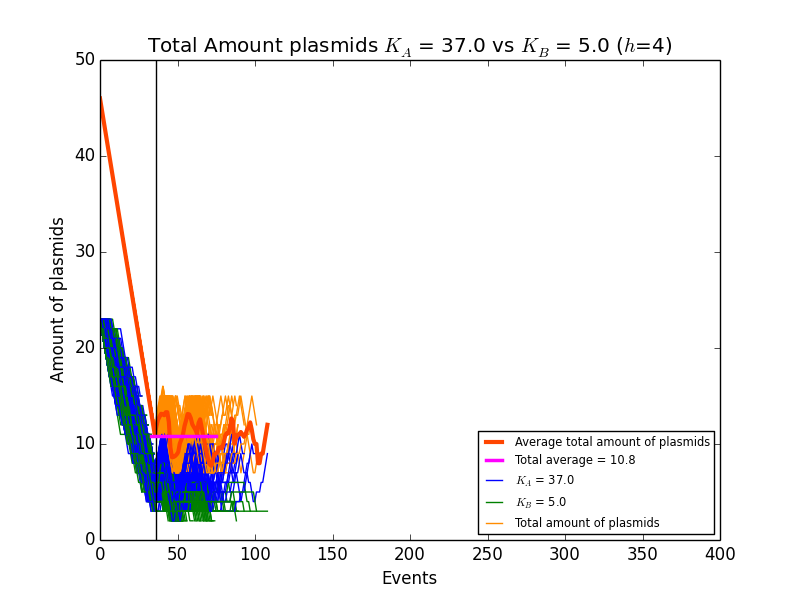 Total Amount plasmids K_A = 37.0 vs K_B = 5.0 (h=4)
50
40
30
20
10
0
Amount of plasmids
0 50 100 150 200 250 300 350 400
Events
Average total amount of plasmids
Total average = 10.8
K_A = 37.0
K_B = 5.0
Total amount of plasmids